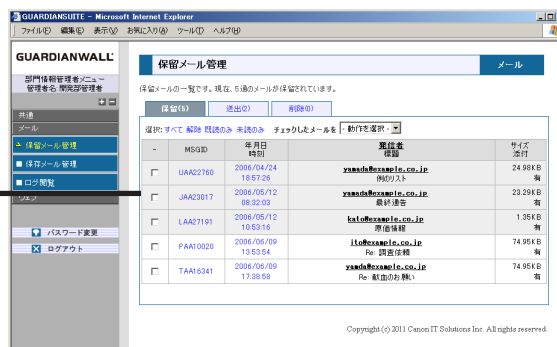 GUARDIANSUITE - Microsoft Internet Explorer
ファイル(F) 編集(E) 表示(V) お気に入り(A) ツール(T) ヘルプ(H)
GUARDIANWALL
部門情報管理者メニュー
管理者名:開発部管理者
共通
メール
保留メール管理
保存メール管理
ログ閲覧
ウェブ
パスワード変更
ログアウト
保留メール管理 メール
保留メールの一覧です。現在、5通のメールが保留されています。
保留(5) 送出(2) 削除(0)
選択:すべて 解除 既読のみ 未読のみ チェックしたメールを - 動作を選択 -
- MSGID 年月日 発信者 サイズ
時刻 標題 添付
UAA22760 2006/04/24 yamada@example.co.jp 24.98KB
18:57:26 例のリスト 有
JAA23017 2006/05/12 yamada@example.co.jp 23.29KB
08:32:03 最終通告 有
LAA27191 2006/05/12 kato@example.co.jp 1.35KB
10:53:16 原価情報 有
PAA10020 2006/06/09 ito@example.co.jp 74.95KB
13:53:54 Re: 調査依頼 有
TAA16341 2006/06/09 yamada@example.co.jp 74.95KB
17:38:58 Re: 献血のお願い 有
Copyright (c) 2011 Canon IT Solutions Inc. All rights reserved.